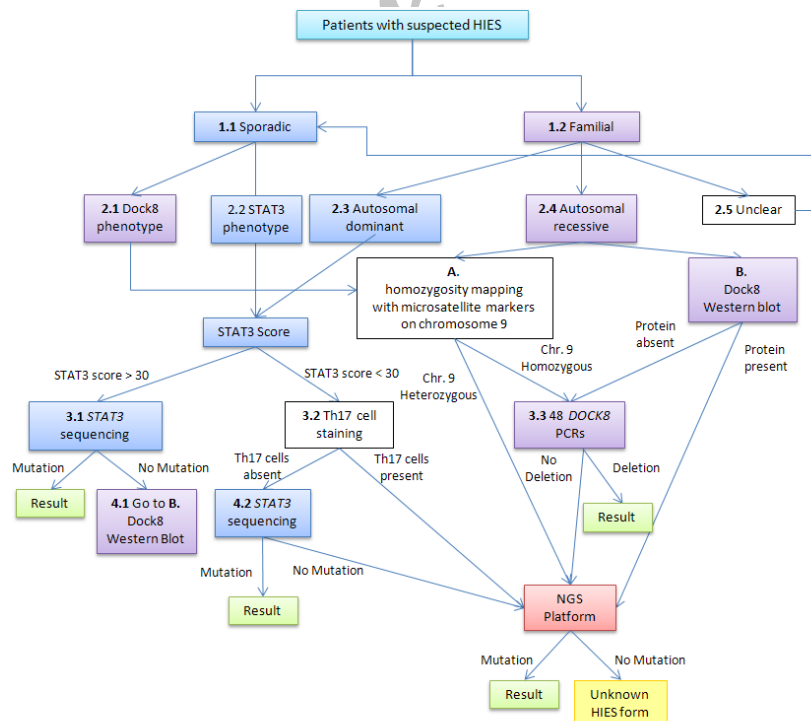 Patients with suspected HIES
1.1 Sporadic
1.2 Familial
2.1 Dock8
phenotype
2.2 STAT3
phenotype
2.3 Autosomal
dominant
2.4 Autosomal
recessive
2.5 Unclear
A.
homozygosity mapping
with microsatellite markers
on chromosome 9
B.
Dock8
Western blot
STAT3 Score
Protein
absent
Protein
present
STAT3 score > 30
STAT3 score < 30
Chr. 9
Heterozygous
Chr. 9
Homozygous
3.1 STAT3
sequencing
3.2 Th17 cell
staining
3.3 48 DOCK8
PCRs
Mutation
No Mutation
Th17 cells
absent
Th17 cells
present
No
Deletion
Deletion
Result
4.1 Go to B.
Dock8
Western Blot
4.2 STAT3
sequencing
Result
Mutation
No Mutation
Result
NGS
Platform
Mutation
No Mutation
Result
Unknown
HIES form